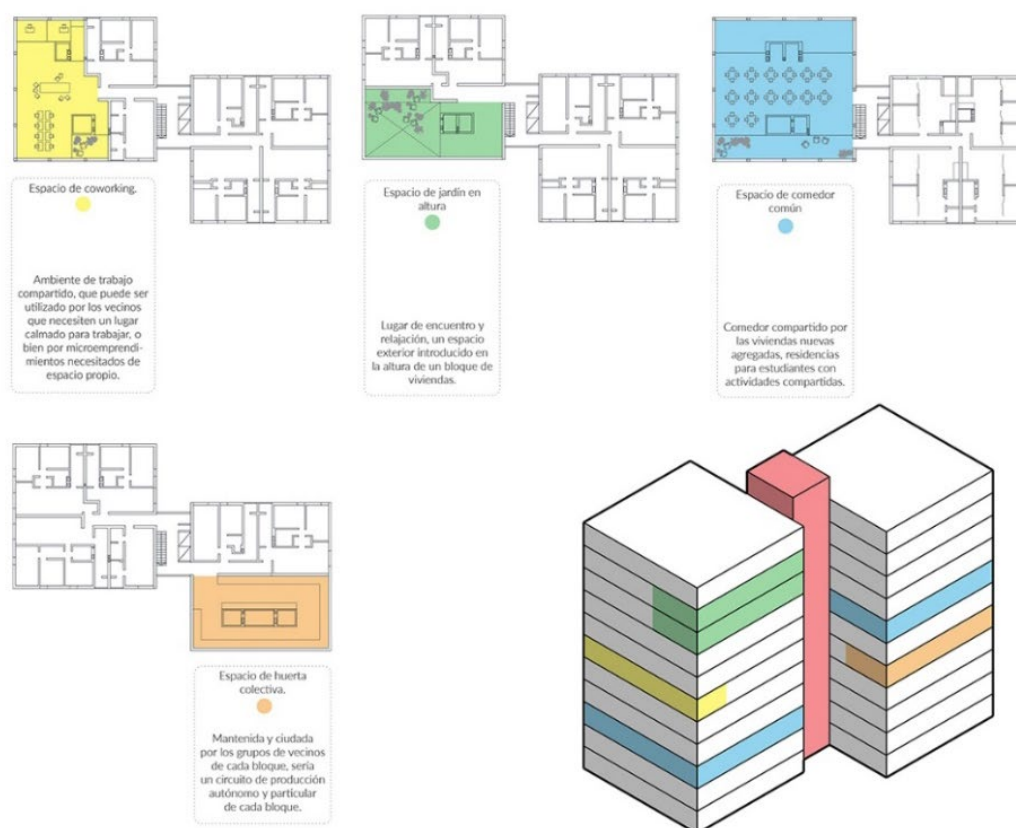 Espacio de coworking.
Ambiente de trabajo
compartido, que puede ser
utilizado por los vecinos
que necesiten un lugar
calmado para trabajar, o
bien por microemprendi-
mientos necesitados de
espacio propio.
Espacio de jardín en
altura
Lugar de encuentro y
relajación, un espacio
exterior introducido en
la altura de un bloque de
viviendas.
Espacio de comedor
común
Comedor compartido por
las viviendas nuevas
agregadas, residencias
para estudiantes con
actividades compartidas.
Espacio de huerta
colectiva.
Mantenida y ciudada
por los grupos de vecinos
de cada bloque, sería
un circuito de producción
autónomo y particular
de cada bloque.